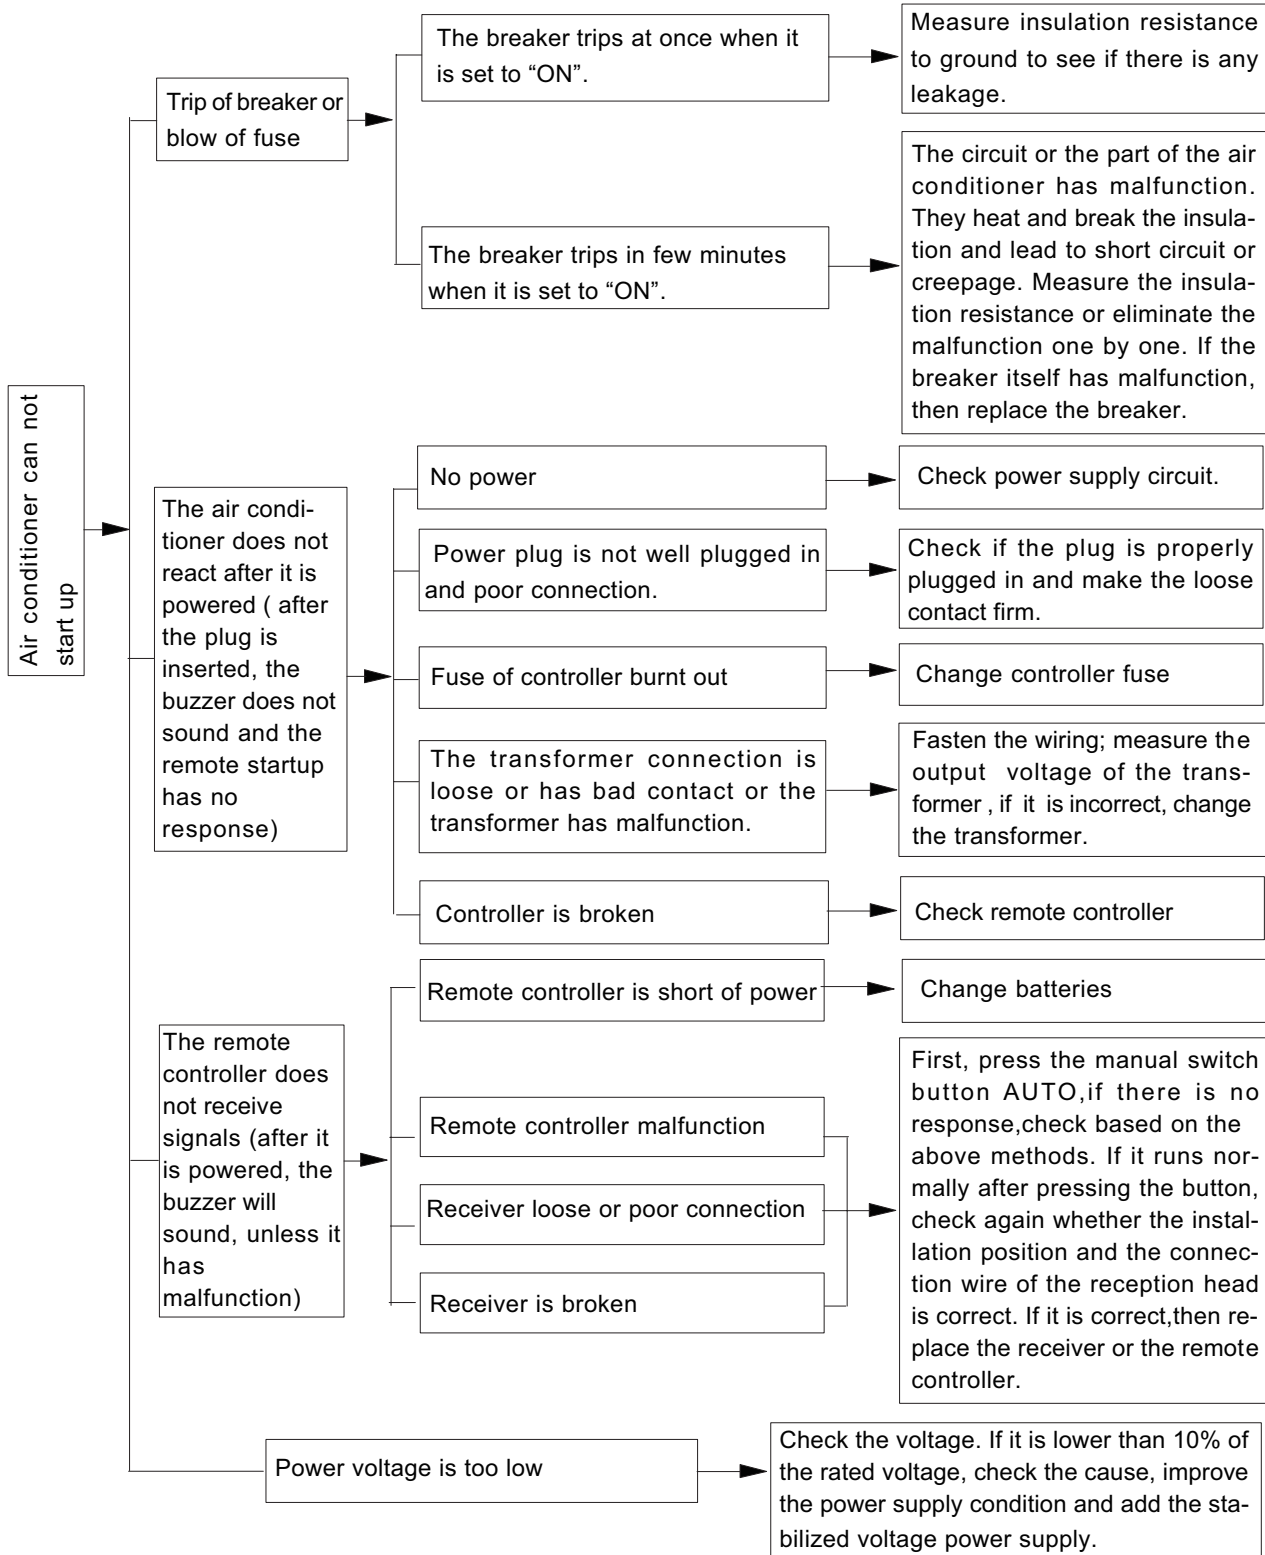 Air conditioner can not
start up
Trip of breaker or
blow of fuse
The breaker trips at once when it
is set to “ON”.
Measure insulation resistance
to ground to see if there is any
leakage.
The breaker trips in few minutes
when it is set to “ON”.
The circuit or the part of the air
conditioner has malfunction.
They heat and break the insula-
tion and lead to short circuit or
creepage. Measure the insula-
tion resistance or eliminate the
malfunction one by one. If the
breaker itself has malfunction,
then replace the breaker.
The air condi-
tioner does not
react after it is
powered ( after
the plug is
inserted, the
buzzer does not
sound and the
remote startup
has no
response)
No power
Check power supply circuit.
Power plug is not well plugged in
and poor connection.
Check if the plug is properly
plugged in and make the loose
contact firm.
Fuse of controller burnt out
Change controller fuse
The transformer connection is
loose or has bad contact or the
transformer has malfunction.
Fasten the wiring; measure the
output voltage of the trans-
former , if it is incorrect, change
the transformer.
Controller is broken
Check remote controller
The remote
controller does
not receive
signals (after it
is powered, the
buzzer will
sound, unless it
has
malfunction)
Remote controller is short of power
Change batteries
Remote controller malfunction
Receiver loose or poor connection
Receiver is broken
First, press the manual switch
button AUTO,if there is no
response,check based on the
above methods. If it runs nor-
mally after pressing the button,
check again whether the instal-
lation position and the connec-
tion wire of the reception head
is correct. If it is correct,then re-
place the receiver or the remote
controller.
Power voltage is too low
Check the voltage. If it is lower than 10% of
the rated voltage, check the cause, improve
the power supply condition and add the sta-
bilized voltage power supply.